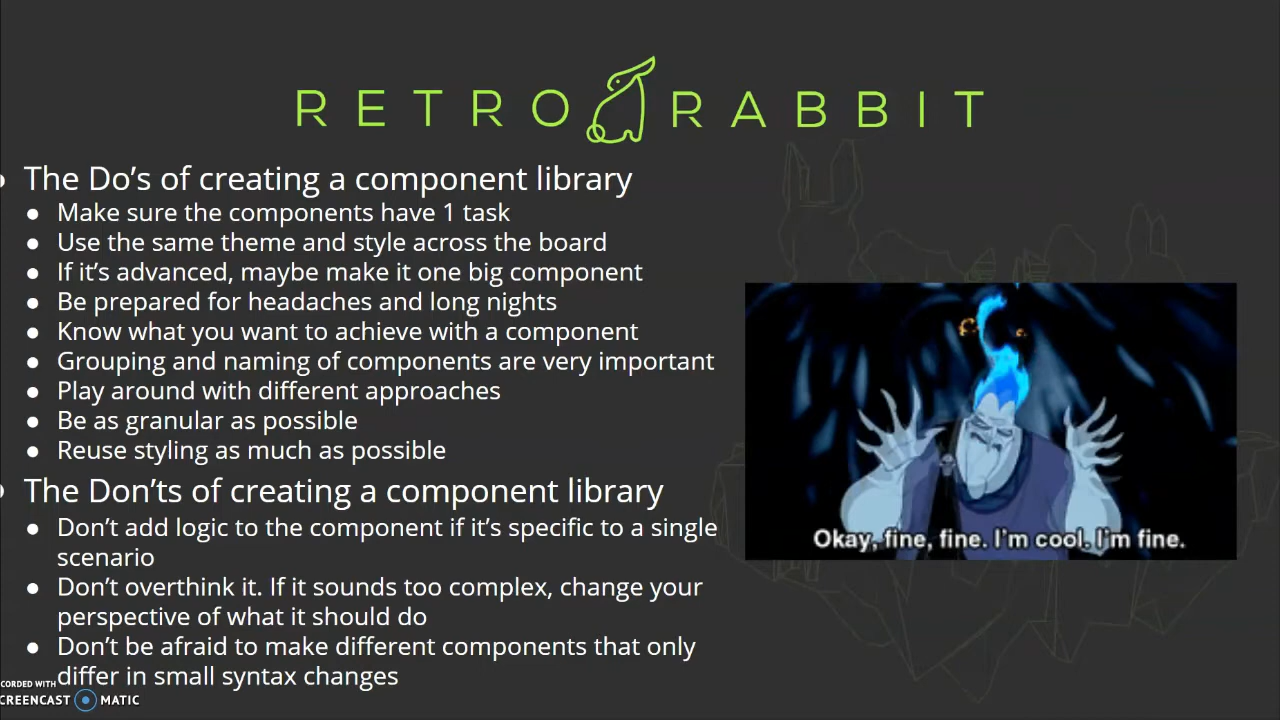 RETRO RABBIT
The Do’s of creating a component library
● Make sure the components have 1 task
● Use the same theme and style across the board
● If it’s advanced, maybe make it one big component
● Be prepared for headaches and long nights
● Know what you want to achieve with a component
● Grouping and naming of components are very important
● Play around with different approaches
● Be as granular as possible
● Reuse styling as much as possible
The Don’ts of creating a component library
● Don’t add logic to the component if it’s specific to a single
scenario
● Don’t overthink it. If it sounds too complex, change your
perspective of what it should do
● Don’t be afraid to make different components that only
differ in small syntax changes
Okay, fine, fine. I'm cool. I'm fine.
CORDED WITH
CREENCAST MATIC